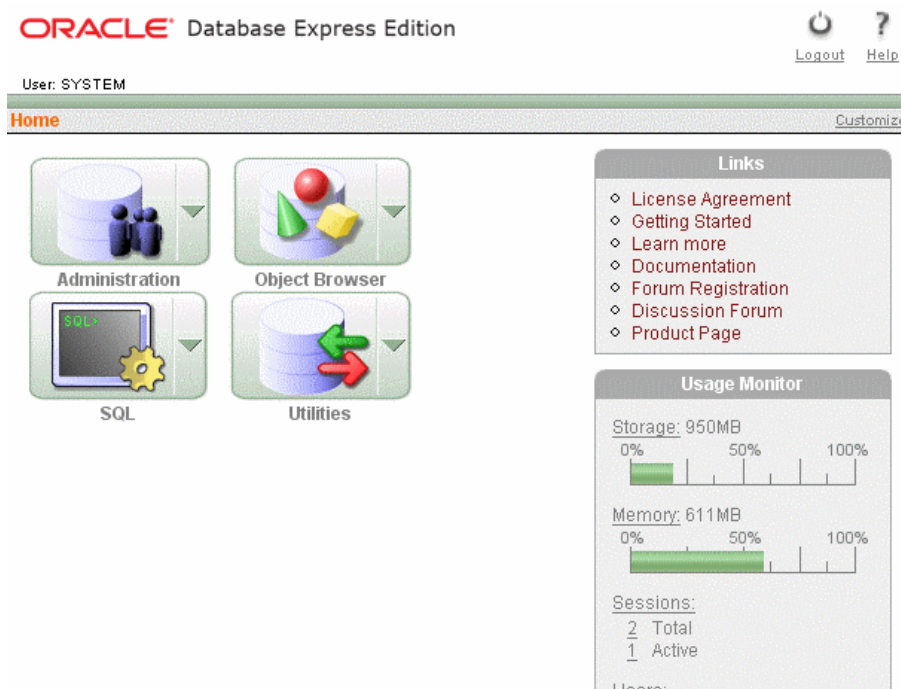 ORACLE Database Express Edition
Logout
Help
User: SYSTEM
Home
Customize
Administration
Object Browser
SQL>
SQL
Utilities
Links
License Agreement
Getting Started
Learn more
Documentation
Forum Registration
Discussion Forum
Product Page
Usage Monitor
Storage: 950MB
0% 50% 100%
Memory: 611MB
0% 50% 100%
Sessions:
2 Total
1 Active